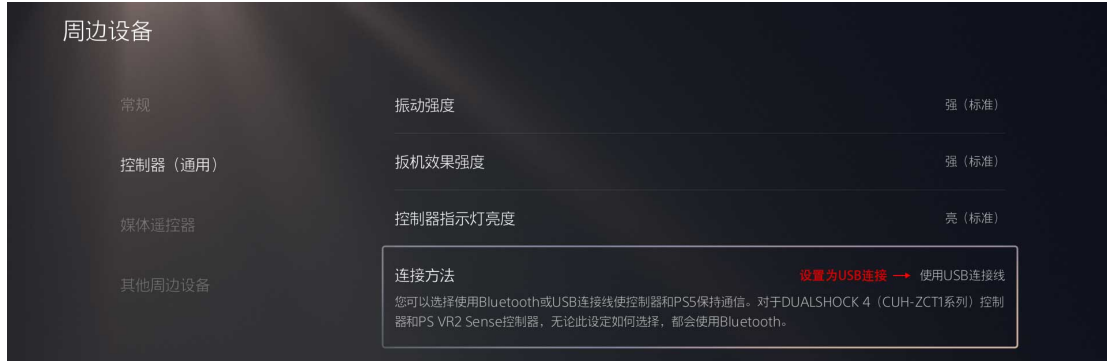 周边设备
常规
控制器（通用）
媒体遥控器
其他周边设备
振动强度 强（标准）
扳机效果强度 强（标准）
控制器指示灯亮度 亮（标准）
连接方法 设置为USB连接 → 使用USB连接线
您可以选择使用Bluetooth或USB连接线使控制器和PS5保持通信。对于DUALSHOCK 4（CUH-ZCT1系列）控制
器和PS VR2 Sense控制器，无论此设定如何选择，都会使用Bluetooth。